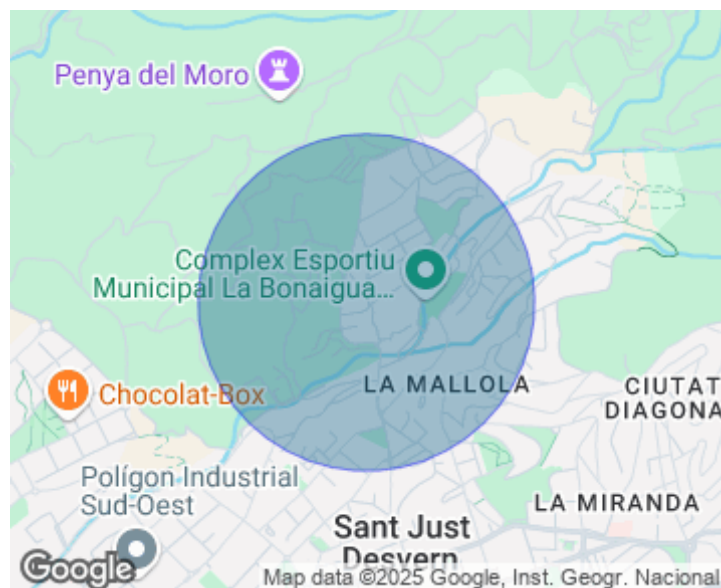 Penya del Moro
Complex Esportiu
Municipal La Bonaigua...
Chocolat-Box
LA MALLOLA
CIUTAT
DIAGONA
Polígon Industrial
Sud-Oest
LA MIRANDA
Sant Just
Desvern
Google
Map data ©2025 Google, Inst. Geogr. Nacional